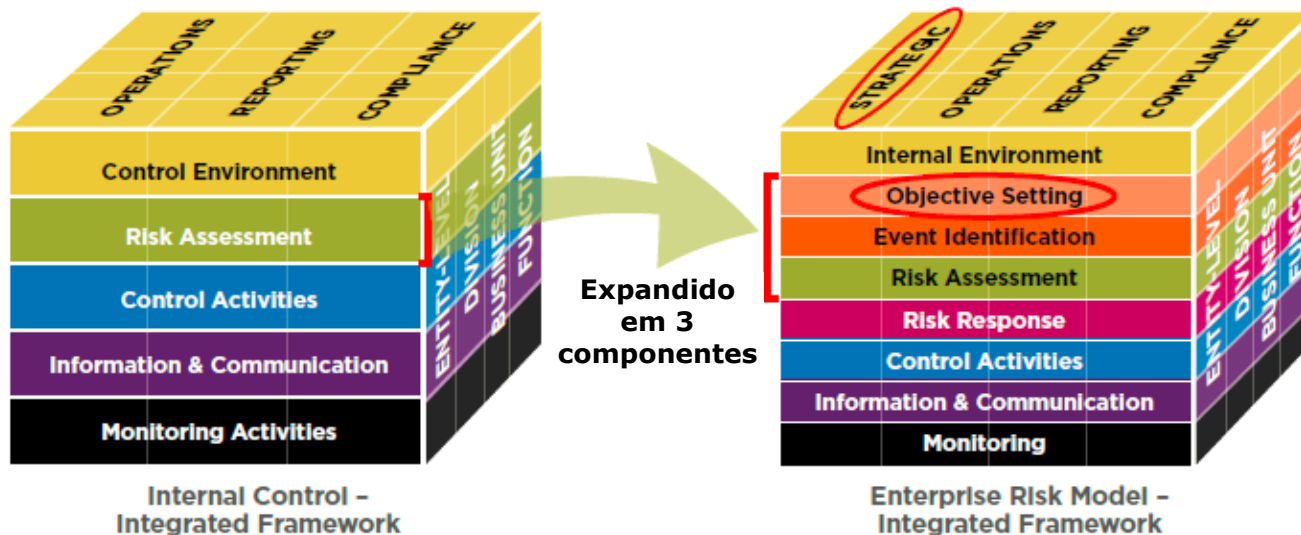 OPERATIONS
REPORTING
COMPLIANCE
Control Environment
Risk Assessment
Control Activities
Information & Communication
Monitoring Activities
ENTITY-LEVEL
DIVISION
BUSINESS UNIT
FUNCTION
Internal Control –
Integrated Framework
Expandido
em 3
componentes
STRATEGIC
OPERATIONS
REPORTING
COMPLIANCE
Internal Environment
Objective Setting
Event Identification
Risk Assessment
Risk Response
Control Activities
Information & Communication
Monitoring
ENTITY-LEVEL
DIVISION
BUSINESS UNIT
FUNCTION
Enterprise Risk Model –
Integrated Framework